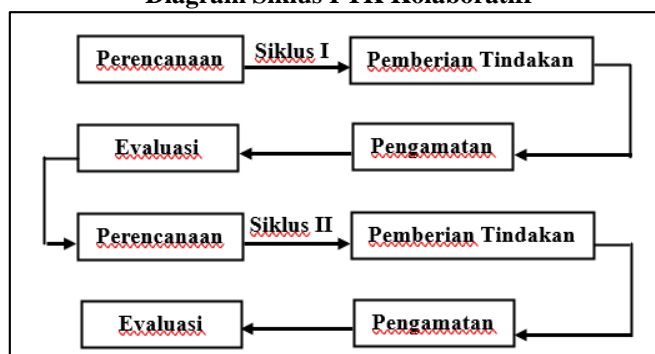 Diagram Siklus PTK Kolaboratif
Perencanaan
Siklus I
Pemberian Tindakan
Evaluasi
Pengamatan
Perencanaan
Siklus II
Pemberian Tindakan
Evaluasi
Pengamatan